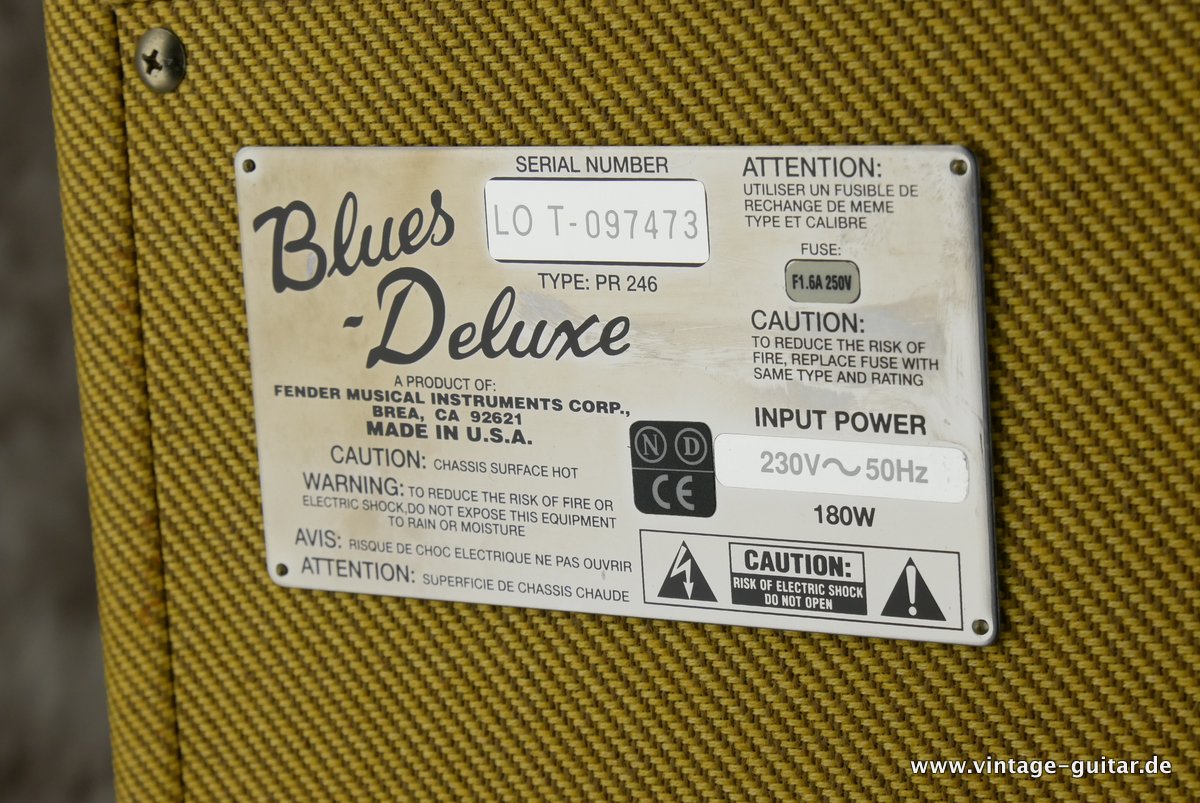 Blues
-Deluxe
SERIAL NUMBER
LO T-097473
TYPE: PR 246
A PRODUCT OF:
FENDER MUSICAL INSTRUMENTS CORP.,
BREA, CA 92621
MADE IN U.S.A.
CAUTION: CHASSIS SURFACE HOT
WARNING: TO REDUCE THE RISK OF FIRE OR
ELECTRIC SHOCK,DO NOT EXPOSE THIS EQUIPMENT
TO RAIN OR MOISTURE
AVIS: RISQUE DE CHOC ELECTRIQUE NE PAS OUVRIR
ATTENTION: SUPERFICIE DE CHASSIS CHAUDE
ATTENTION:
UTILISER UN FUSIBLE DE
RECHANGE DE MEME
TYPE ET CALIBRE
FUSE:
F1.6A 250V
CAUTION:
TO REDUCE THE RISK OF
FIRE, REPLACE FUSE WITH
SAME TYPE AND RATING
INPUT POWER
230V～50Hz
180W
N D
CE
CAUTION:
RISK OF ELECTRIC SHOCK
DO NOT OPEN
www.vintage-guitar.de